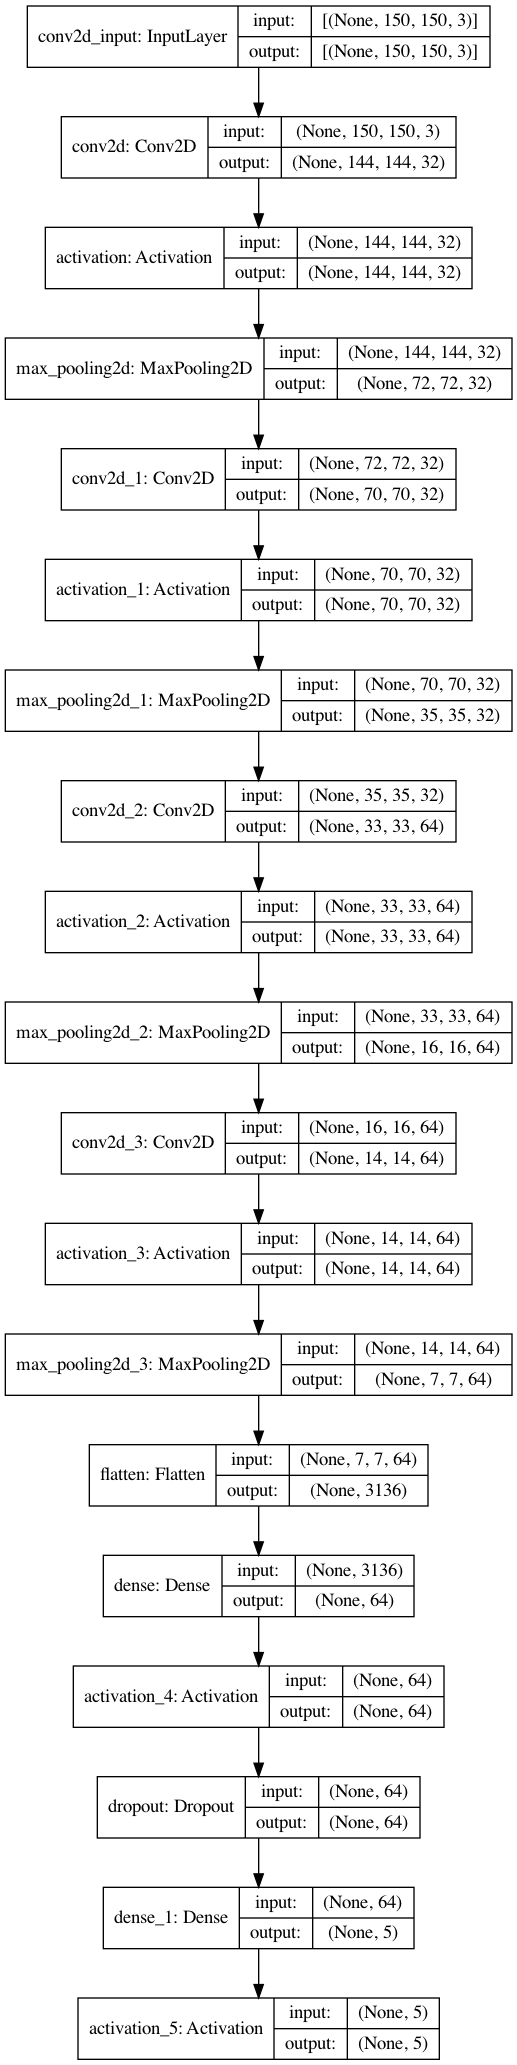 conv2d_input: InputLayer
input: [(None, 150, 150, 3)]
output: [(None, 150, 150, 3)]
conv2d: Conv2D
input: (None, 150, 150, 3)
output: (None, 144, 144, 32)
activation: Activation
input: (None, 144, 144, 32)
output: (None, 144, 144, 32)
max_pooling2d: MaxPooling2D
input: (None, 144, 144, 32)
output: (None, 72, 72, 32)
conv2d_1: Conv2D
input: (None, 72, 72, 32)
output: (None, 70, 70, 32)
activation_1: Activation
input: (None, 70, 70, 32)
output: (None, 70, 70, 32)
max_pooling2d_1: MaxPooling2D
input: (None, 70, 70, 32)
output: (None, 35, 35, 32)
conv2d_2: Conv2D
input: (None, 35, 35, 32)
output: (None, 33, 33, 64)
activation_2: Activation
input: (None, 33, 33, 64)
output: (None, 33, 33, 64)
max_pooling2d_2: MaxPooling2D
input: (None, 33, 33, 64)
output: (None, 16, 16, 64)
conv2d_3: Conv2D
input: (None, 16, 16, 64)
output: (None, 14, 14, 64)
activation_3: Activation
input: (None, 14, 14, 64)
output: (None, 14, 14, 64)
max_pooling2d_3: MaxPooling2D
input: (None, 14, 14, 64)
output: (None, 7, 7, 64)
flatten: Flatten
input: (None, 7, 7, 64)
output: (None, 3136)
dense: Dense
input: (None, 3136)
output: (None, 64)
activation_4: Activation
input: (None, 64)
output: (None, 64)
dropout: Dropout
input: (None, 64)
output: (None, 64)
dense_1: Dense
input: (None, 64)
output: (None, 5)
activation_5: Activation
input: (None, 5)
output: (None, 5)